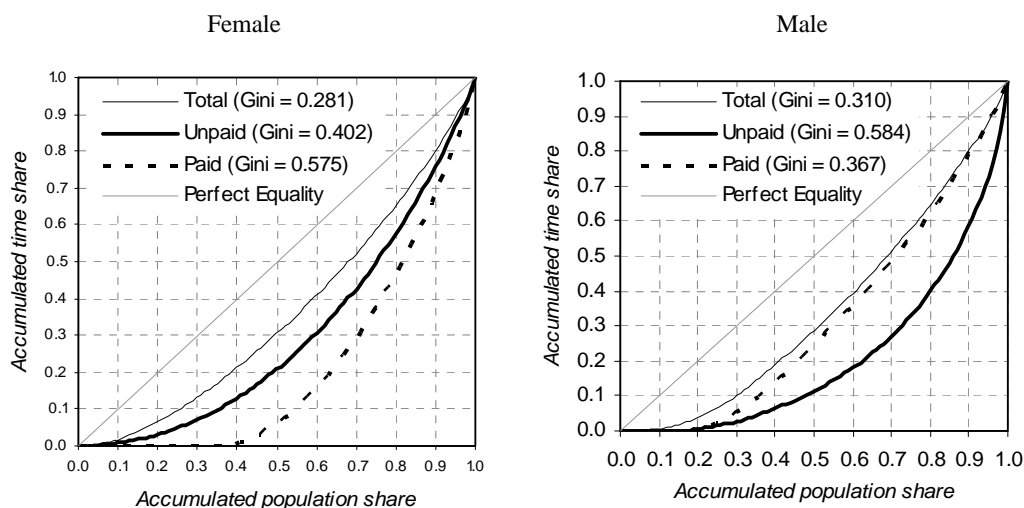 Female
Male
1.0
0.9
0.8
0.7
0.6
0.5
0.4
0.3
0.2
0.1
0.0
Accumulated time share
Total (Gini = 0.281)
Unpaid (Gini = 0.402)
Paid (Gini = 0.575)
Perfect Equality
0.0 0.1 0.2 0.3 0.4 0.5 0.6 0.7 0.8 0.9 1.0
Accumulated population share
1.0
0.9
0.8
0.7
0.6
0.5
0.4
0.3
0.2
0.1
0.0
Accumulated time share
Total (Gini = 0.310)
Unpaid (Gini = 0.584)
Paid (Gini = 0.367)
Perfect Equality
0.0 0.1 0.2 0.3 0.4 0.5 0.6 0.7 0.8 0.9 1.0
Accumulated population share